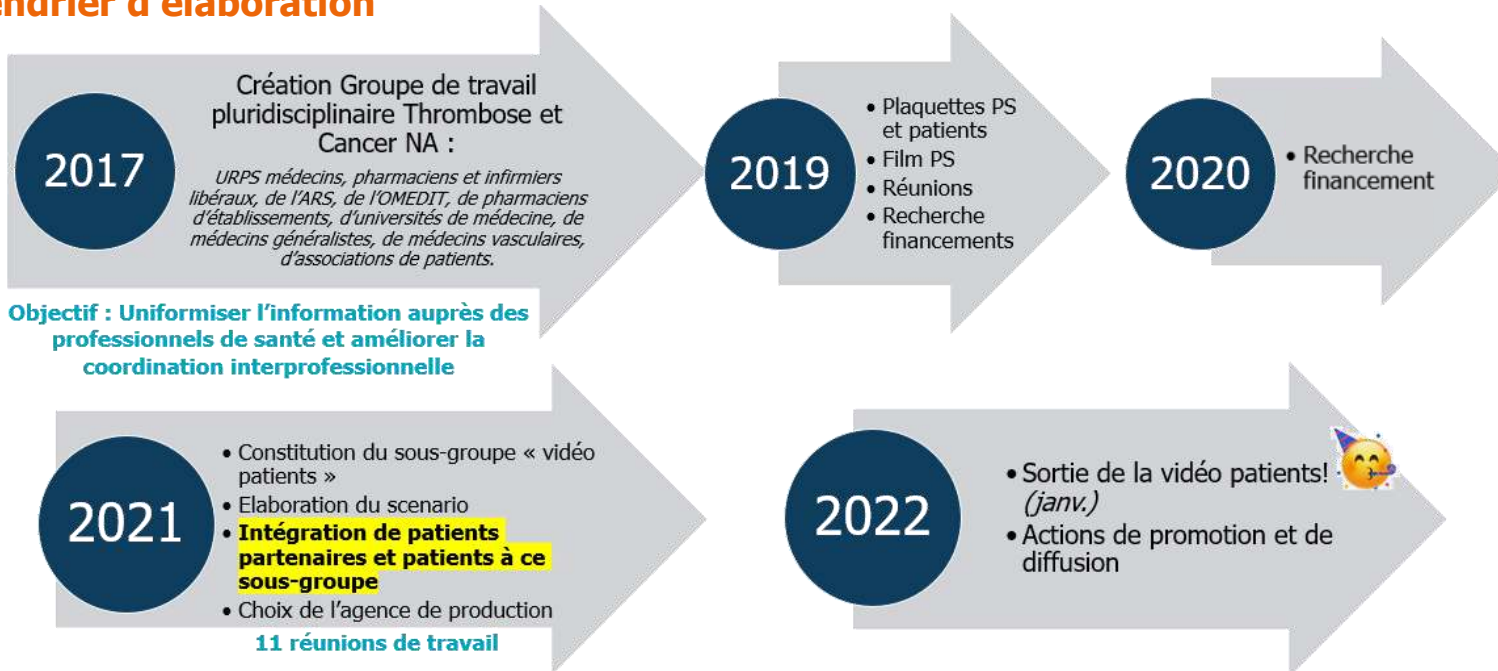 d'élaboration
2017
Création Groupe de travail
pluridisciplinaire Thrombose et
Cancer NA :
URPS médecins, pharmaciens et infirmiers
libéraux, de l'ARS, de l'OMEDIT, de pharmaciens
d'établissements, d'universités de médecine, de
médecins généralistes, de médecins vasculaires,
d'associations de patients.
Objectif : Uniformiser l'information auprès des
professionnels de santé et améliorer la
coordination interprofessionnelle
2019
• Plaquettes PS
et patients
• Film PS
• Réunions
• Recherche
financements
2020
• Recherche
financement
2021
• Constitution du sous-groupe « vidéo
patients »
• Elaboration du scenario
• Intégration de patients
partenaires et patients à ce
sous-groupe
• Choix de l'agence de production
11 réunions de travail
2022
• Sortie de la vidéo patients!
(janv.)
• Actions de promotion et de
diffusion